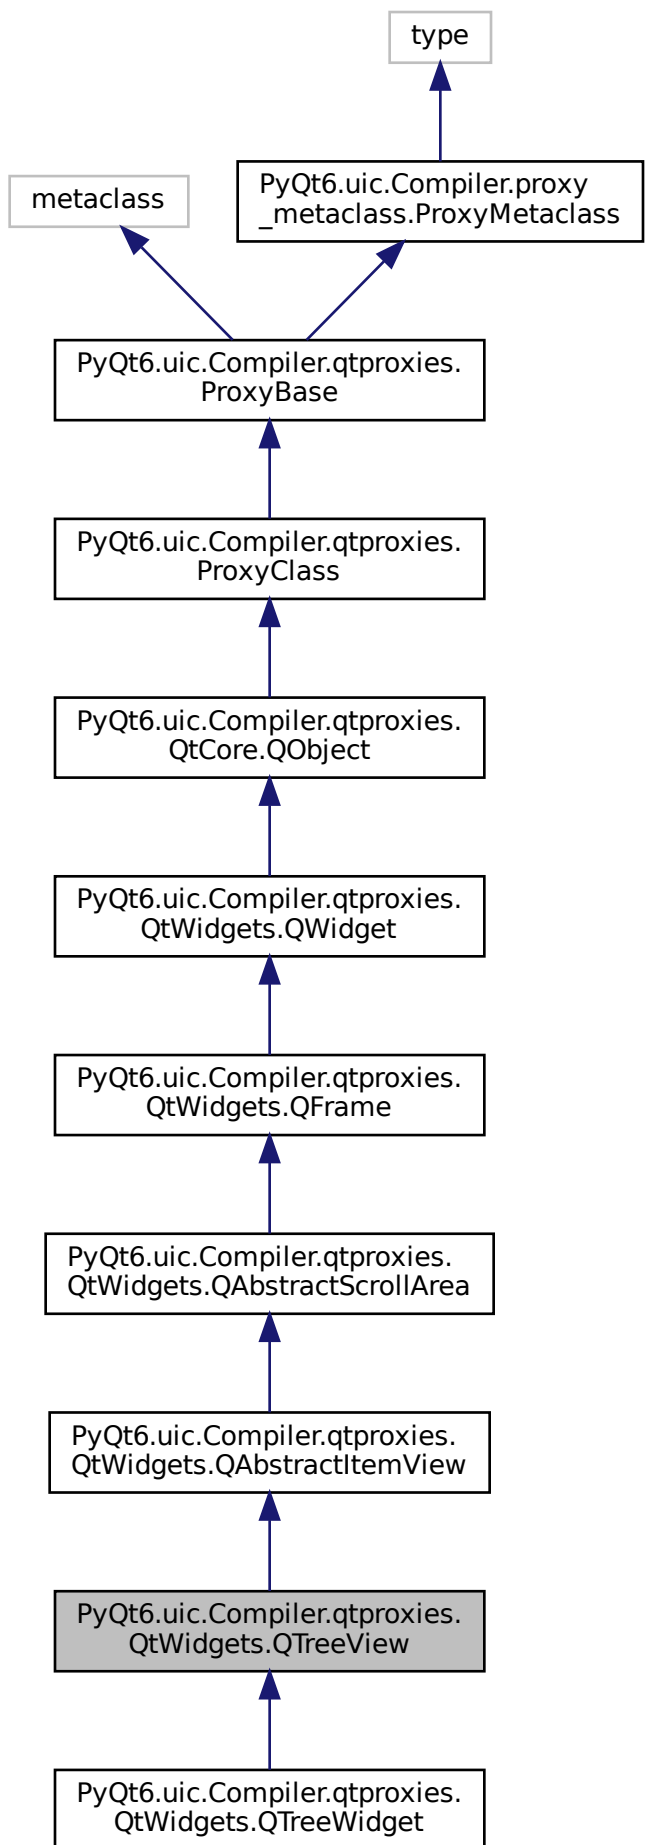 type
PyQt6.uic.Compiler.proxy
_metaclass.ProxyMetaclass
metaclass
PyQt6.uic.Compiler.qtproxies.
ProxyBase
PyQt6.uic.Compiler.qtproxies.
ProxyClass
PyQt6.uic.Compiler.qtproxies.
QtCore.QObject
PyQt6.uic.Compiler.qtproxies.
QtWidgets.QWidget
PyQt6.uic.Compiler.qtproxies.
QtWidgets.QFrame
PyQt6.uic.Compiler.qtproxies.
QtWidgets.QAbstractScrollArea
PyQt6.uic.Compiler.qtproxies.
QtWidgets.QAbstractItemView
PyQt6.uic.Compiler.qtproxies.
QtWidgets.QTreeView
PyQt6.uic.Compiler.qtproxies.
QtWidgets.QTreeWidget